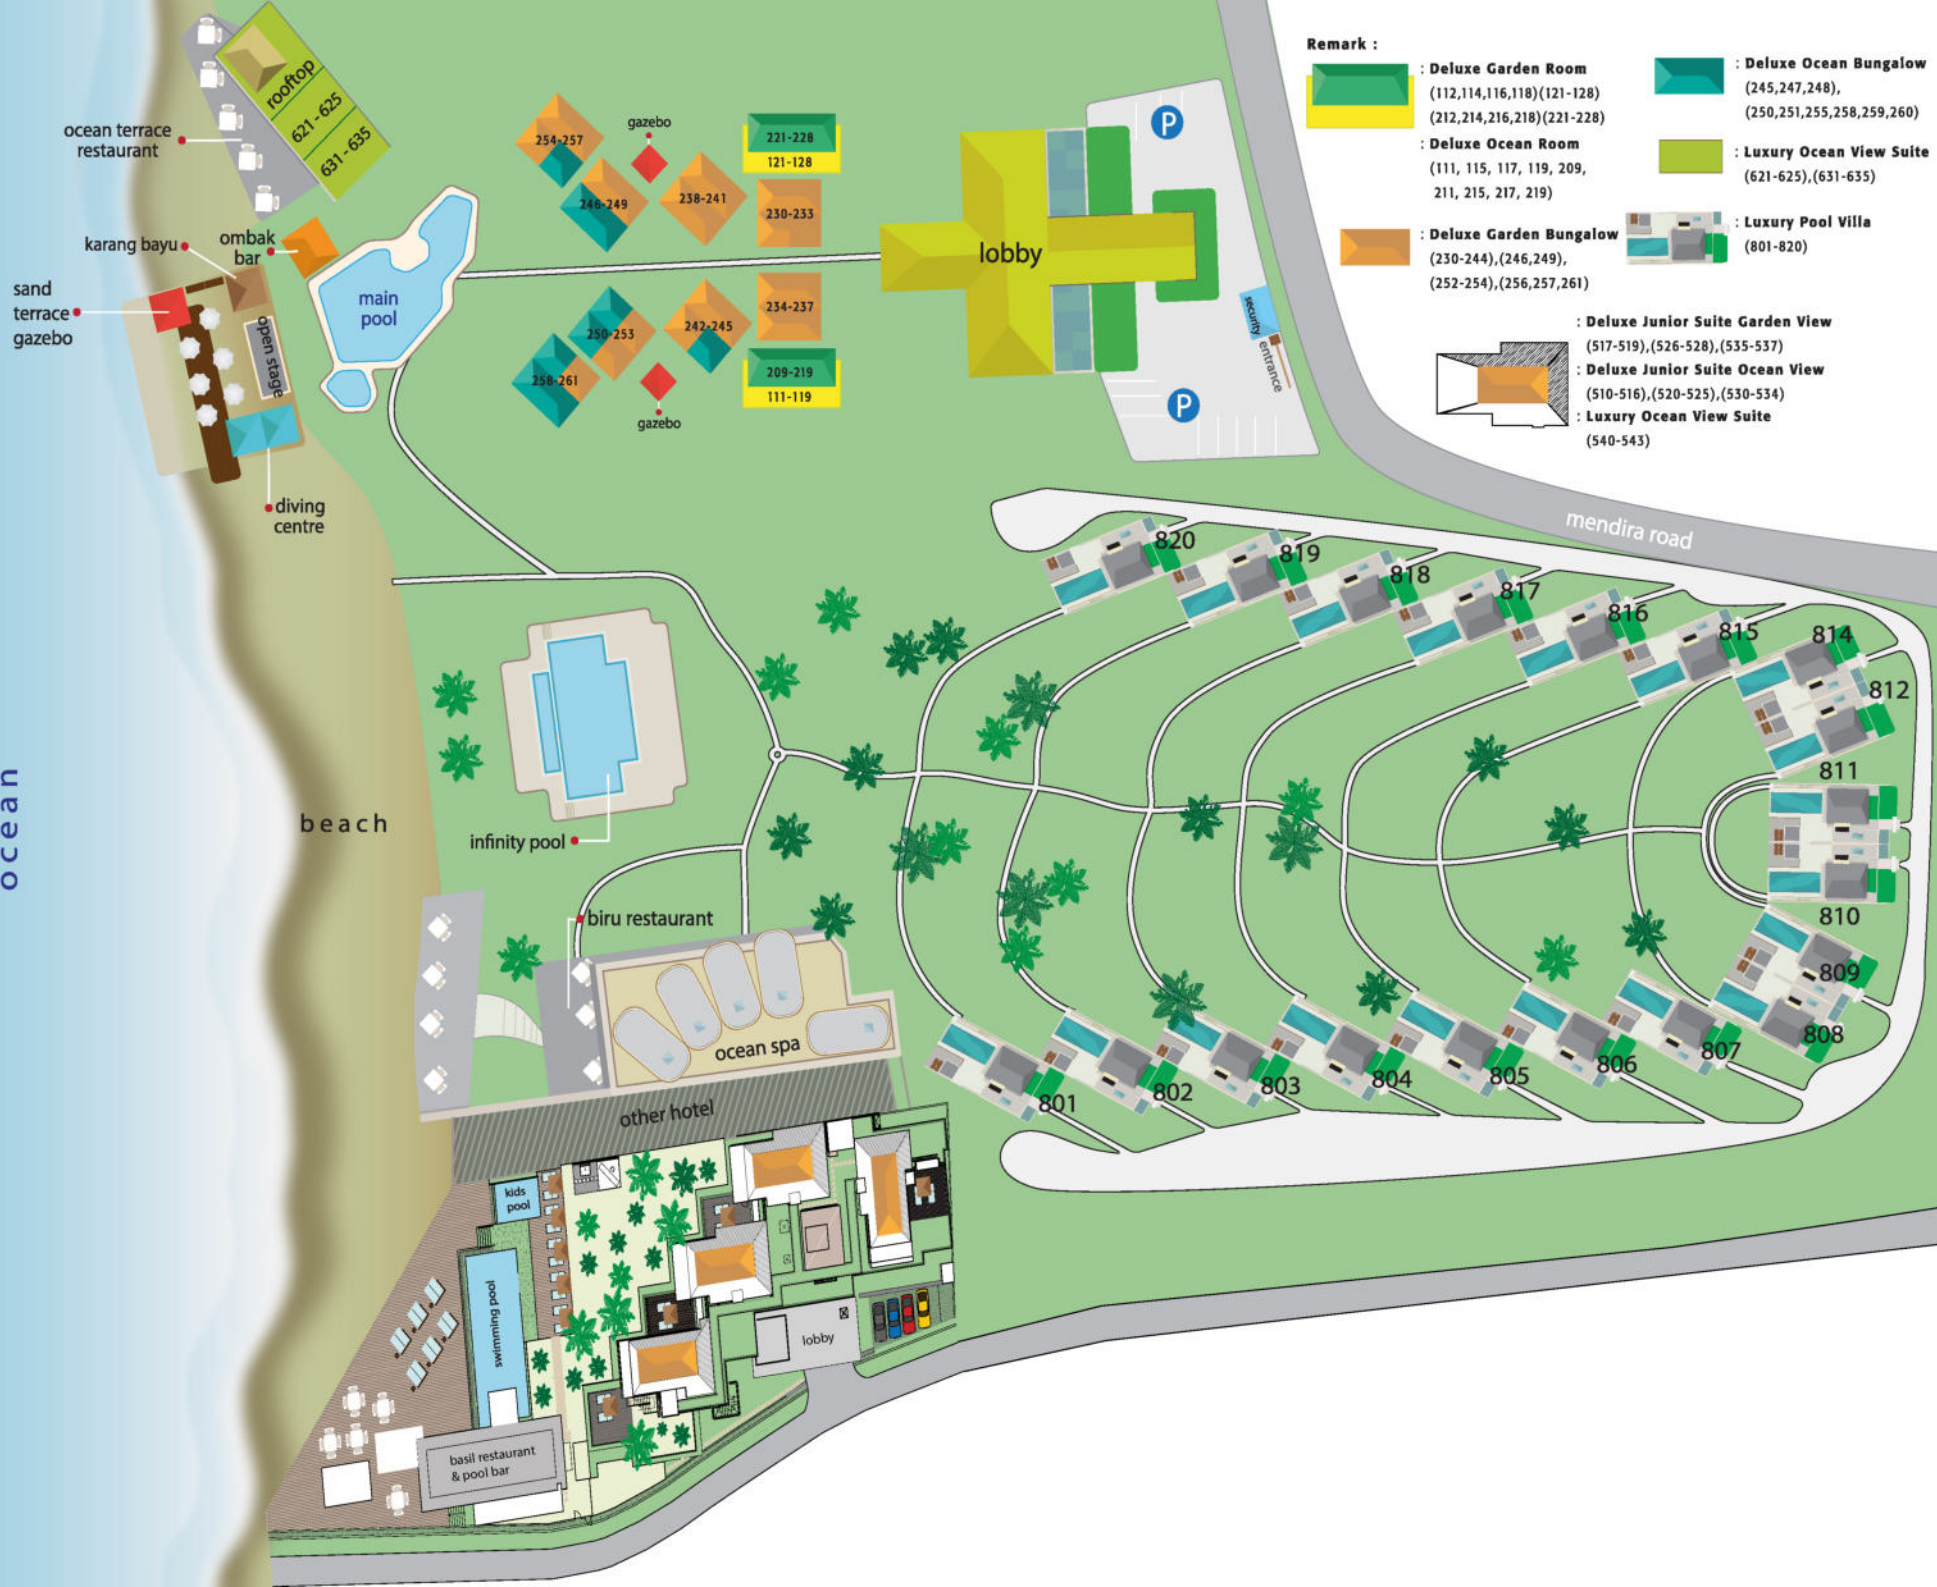 Remark :
: Deluxe Garden Room
(112,114,116,118)(121-128)
(212,214,216,218)(221-228)
: Deluxe Ocean Room
(111, 115, 117, 119, 209,
211, 215, 217, 219)
: Deluxe Garden Bungalow
(230-244),(246,249),
(252-254),(256,257,261)
: Deluxe Ocean Bungalow
(245,247,248),
(250,251,255,258,259,260)
: Luxury Ocean View Suite
(621-625),(631-635)
: Luxury Pool Villa
(801-820)
: Deluxe Junior Suite Garden View
(517-519),(526-528),(535-537)
: Deluxe Junior Suite Ocean View
(510-516),(520-525),(530-534)
: Luxury Ocean View Suite
(540-543)
rooftop
621 - 625
631 - 635
ocean terrace
restaurant
karang bayu
ombak
bar
sand
terrace
gazebo
open stage
main
pool
diving
centre
254-257
246-249
gazebo
238-241
221-228
121-128
230-233
234-237
250-253
242-245
258-261
gazebo
209-219
111-119
lobby
P
P
security
entrance
mendira road
820
819
818
817
816
815
814
812
811
810
809
808
807
806
805
804
803
802
801
ocean
beach
infinity pool
biru restaurant
ocean spa
other hotel
kids
pool
swimming pool
lobby
basil restaurant
& pool bar